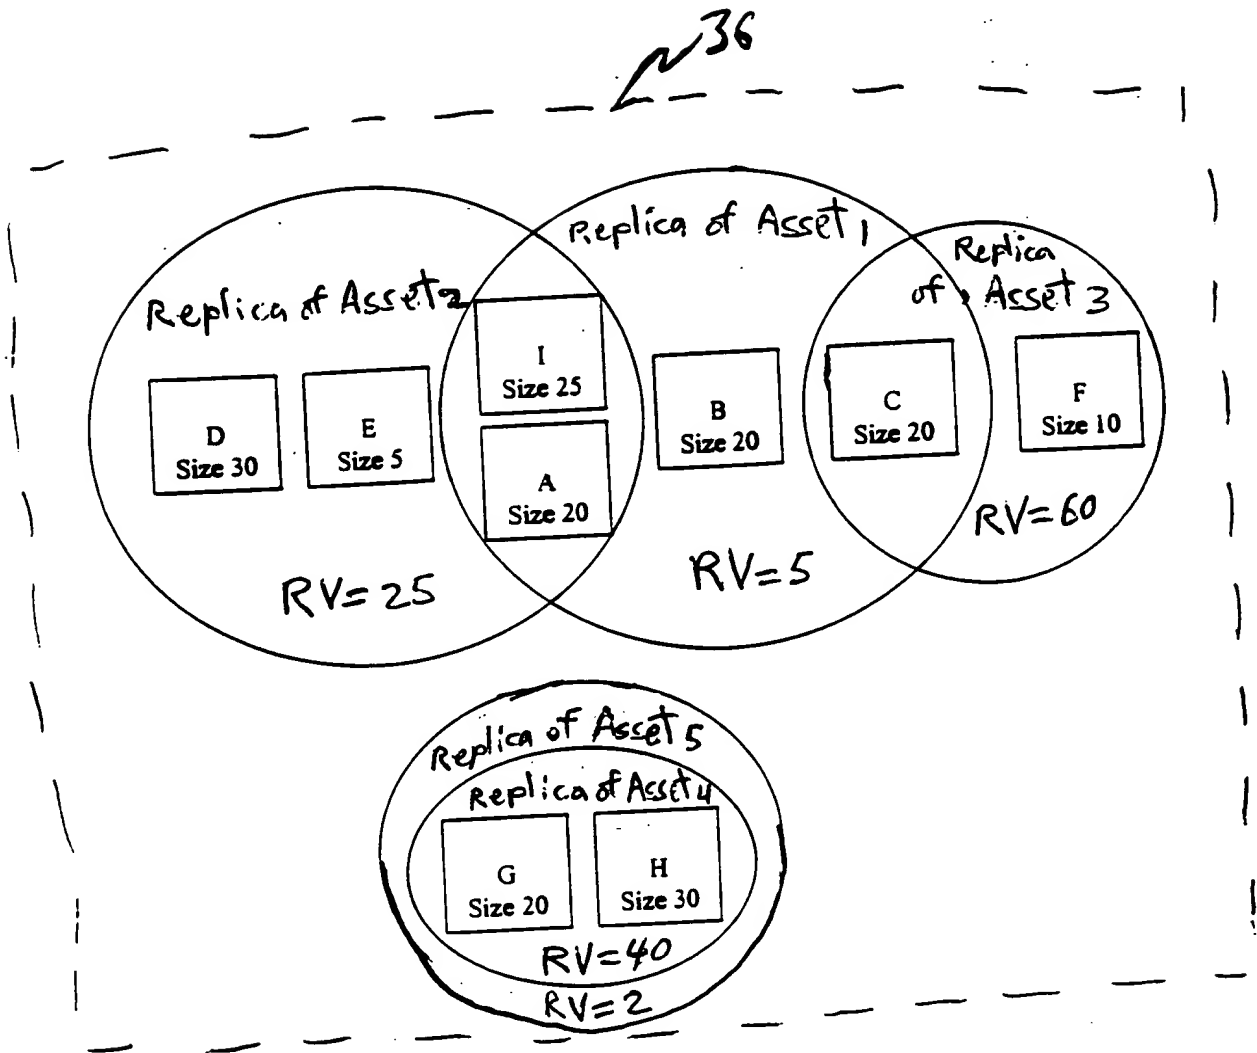 36
Replica of Asset 2
D
Size 30
E
Size 5
RV=25
Replica of Asset 1
I
Size 25
A
Size 20
B
Size 20
RV=5
Replica
of Asset 3
C
Size 20
F
Size 10
RV=60
Replica of Asset 5
Replica of Asset 4
G
Size 20
H
Size 30
RV=40
RV=2